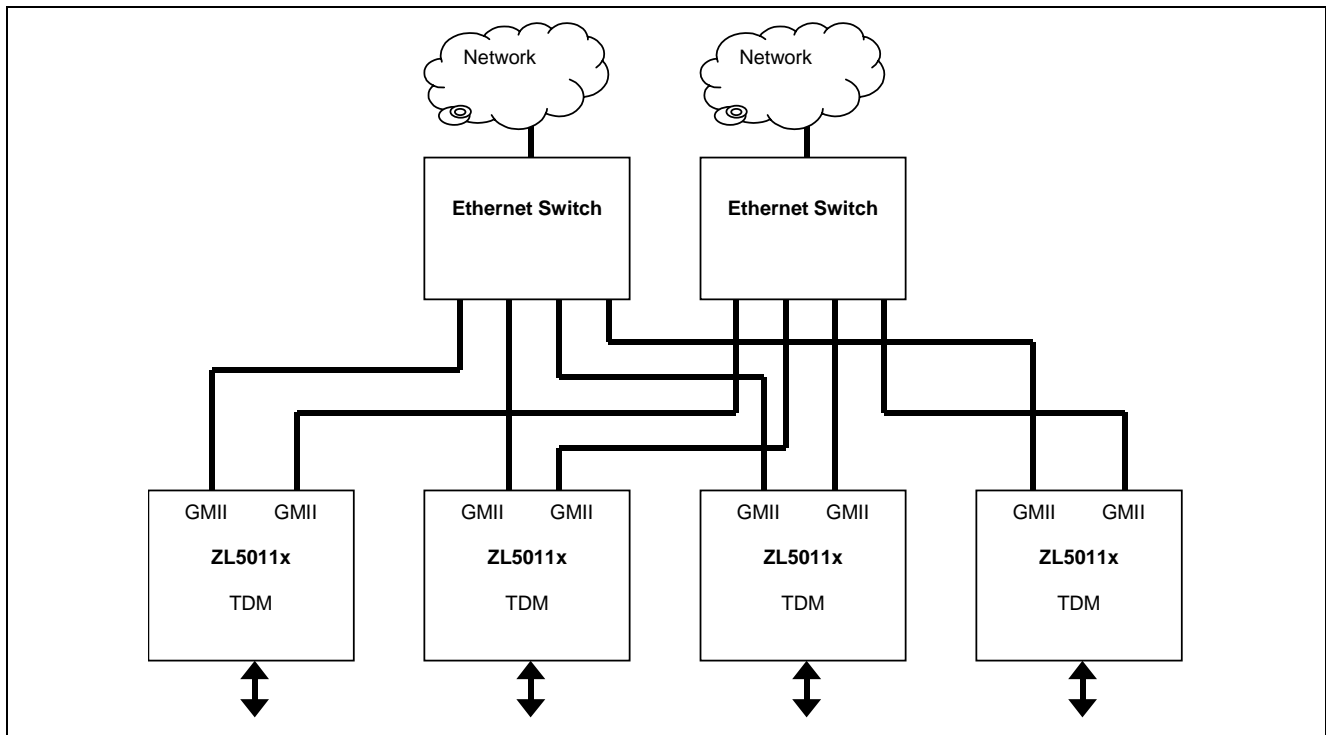 Network Network
Ethernet Switch Ethernet Switch
GMII GMII GMII GMII GMII GMII GMII GMII
ZL5011x ZL5011x ZL5011x ZL5011x
TDM TDM TDM TDM